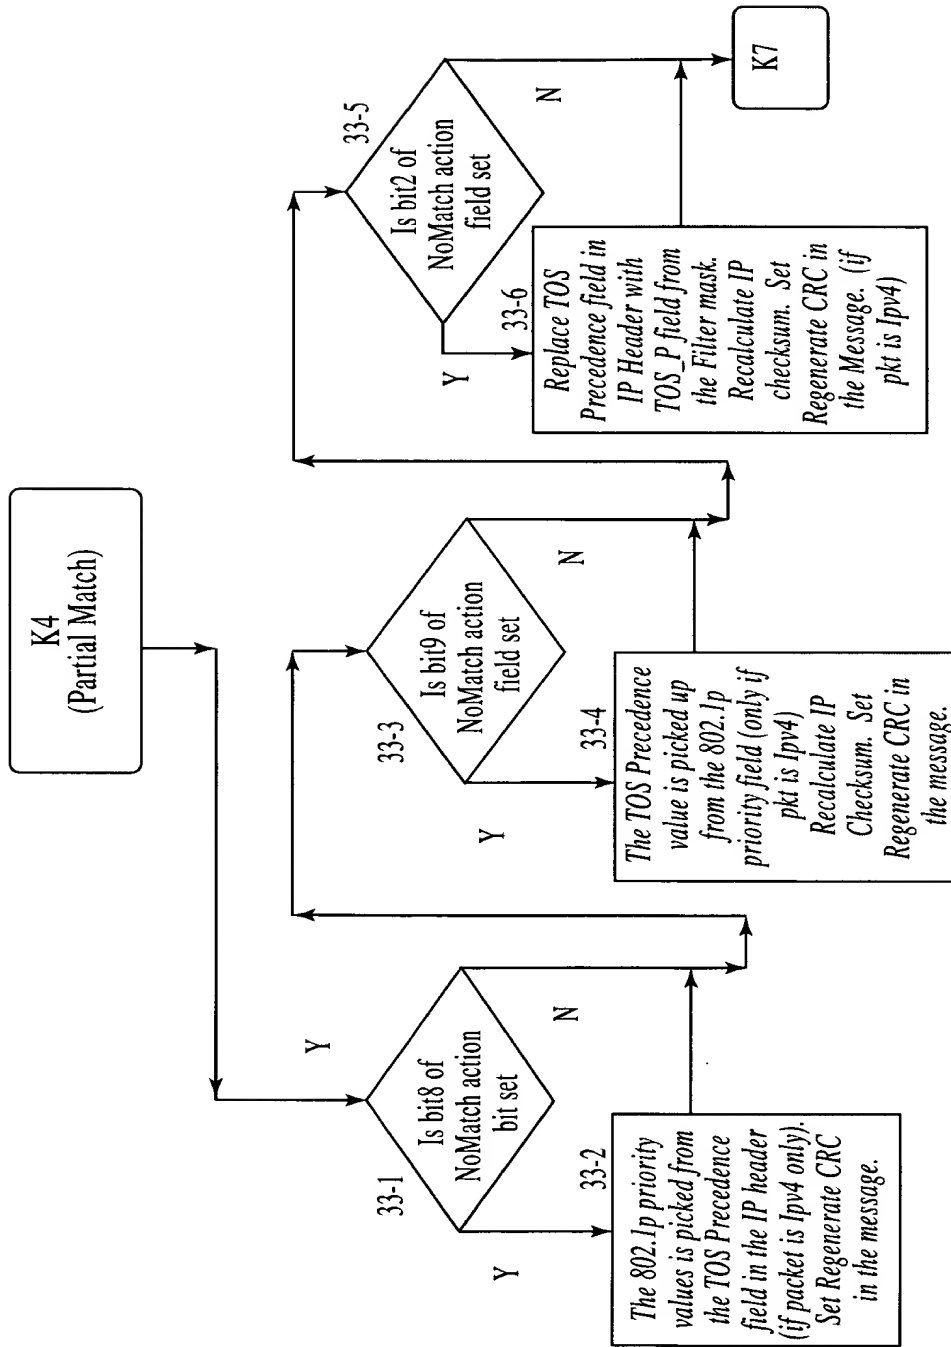 K4
(Partial Match)
Y
33-1
Is bit8 of
NoMatch action
bit set
Y
N
33-2
The 802.1p priority
values is picked from
the TOS Precedence
field in the IP header
(if packet is Ipv4 only).
Set Regenerate CRC
in the message.
33-3
Is bit9 of
NoMatch action
field set
Y
N
33-4
The TOS Precedence
value is picked up
from the 802.1p
priority field (only if
pkt is Ipv4)
Recalculate IP
Checksum. Set
Regenerate CRC in
the message.
33-5
Is bit2 of
NoMatch action
field set
Y
N
33-6
Replace TOS
Precedence field in
IP Header with
TOS_P field from
the Filter mask.
Recalculate IP
checksum. Set
Regenerate CRC in
the Message. (if
pkt is Ipv4)
K7